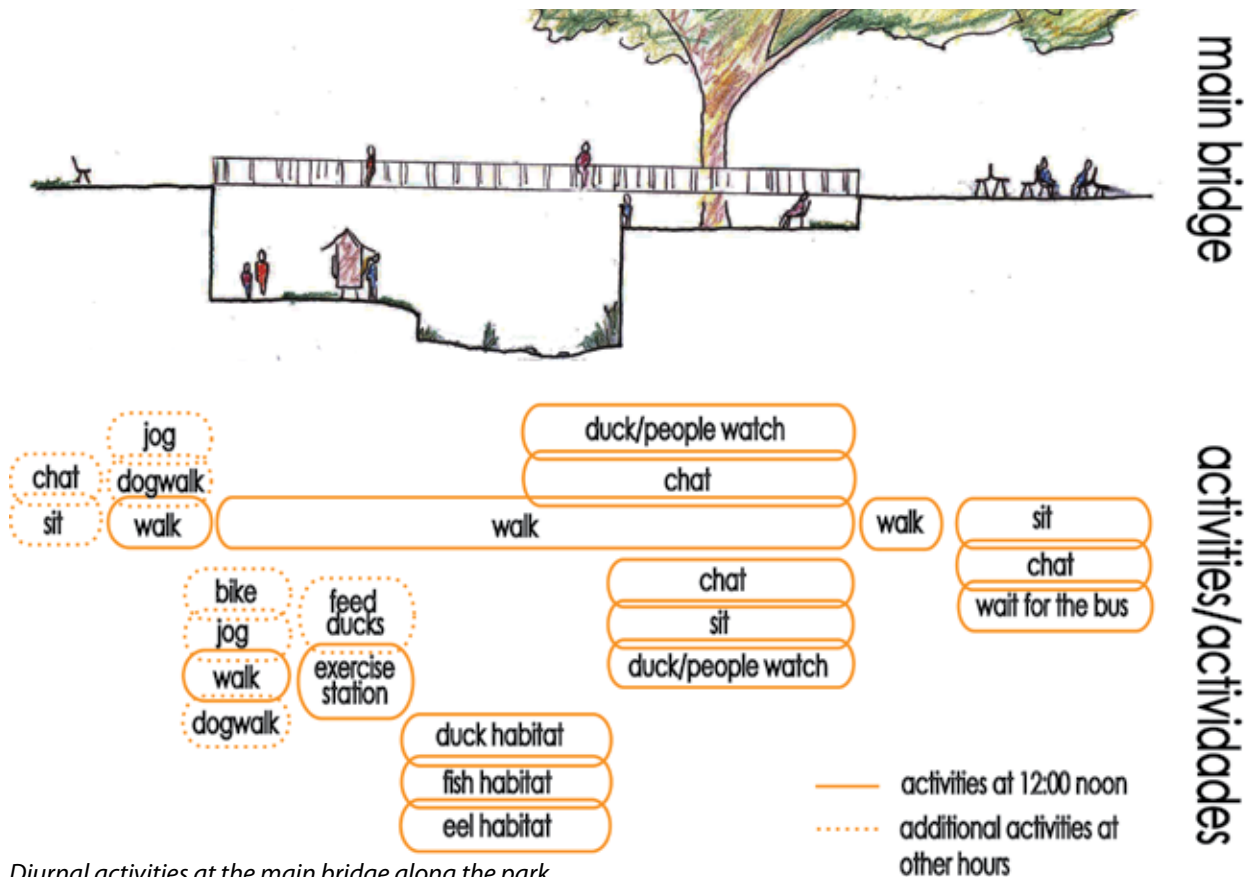 main bridge
duck/people watch
jog
chat
dogwalk
chat
sit
walk
walk
walk
sit
chat
wait for the bus
bike
jog
walk
dogwalk
feed
ducks
exercise
station
chat
sit
duck/people watch
duck habitat
fish habitat
eel habitat
activities/actividades
activities at 12:00 noon
additional activities at
other hours
Diurnal activities at the main bridge along the park